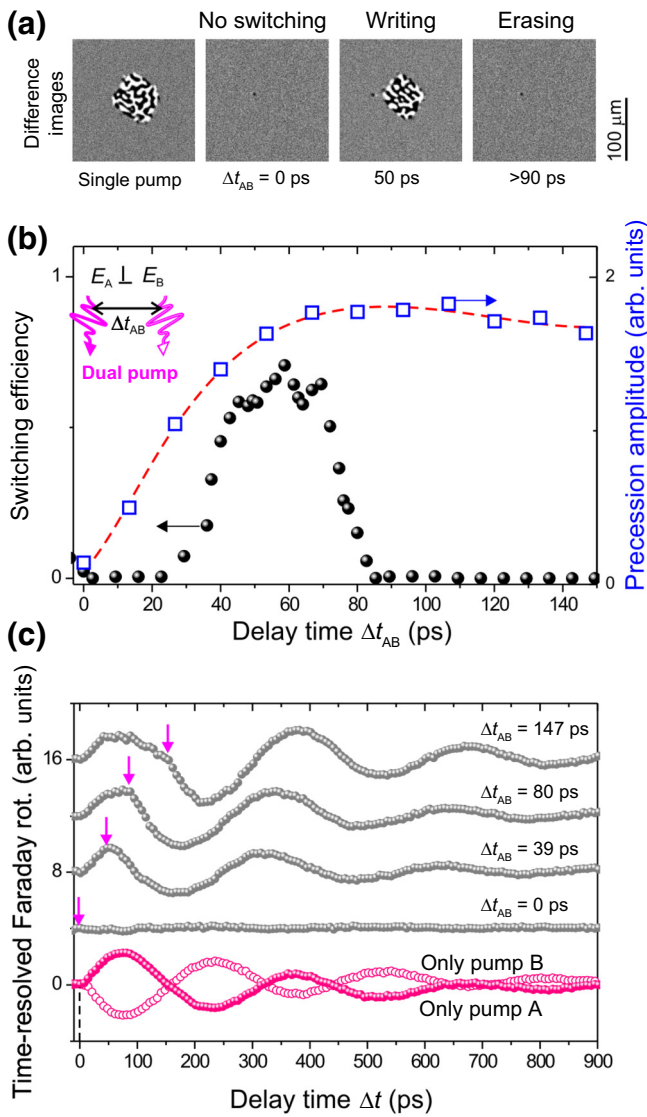 (a)
No switching
Writing
Erasing
Difference
images
Single pump
Δt_AB = 0 ps
50 ps
>90 ps
100 μm
(b)
Switching efficiency
1
0
E_A ⊥ E_B
Δt_AB
Dual pump
2
1
0
Precession amplitude (arb. units)
0 20 40 60 80 100 120 140
Delay time Δt_AB (ps)
(c)
Time-resolved Faraday rot. (arb. units)
16
8
0
Δt_AB = 147 ps
Δt_AB = 80 ps
Δt_AB = 39 ps
Δt_AB = 0 ps
Only pump B
Only pump A
0 100 200 300 400 500 600 700 800 900
Delay time Δt (ps)